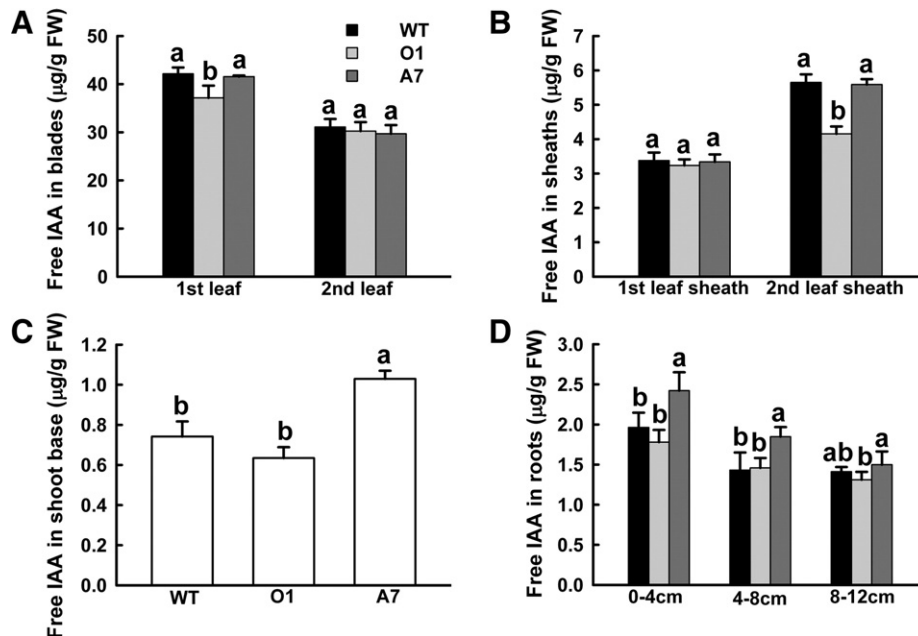 A
Free IAA in blades (µg/g FW)
50
40
30
20
10
0
a b a
a a a
1st leaf 2nd leaf
WT
O1
A7
B
Free IAA in sheaths (µg/g FW)
7
6
5
4
3
2
1
0
a a a
a b a
1st leaf sheath 2nd leaf sheath
C
Free IAA in shoot base (µg/g FW)
1.2
1.0
0.8
0.6
0.4
0.2
0.0
b b a
WT O1 A7
D
Free IAA in roots (µg/g FW)
3.0
2.5
2.0
1.5
1.0
0.5
0.0
b b a
b b a
ab b a
0-4cm 4-8cm 8-12cm